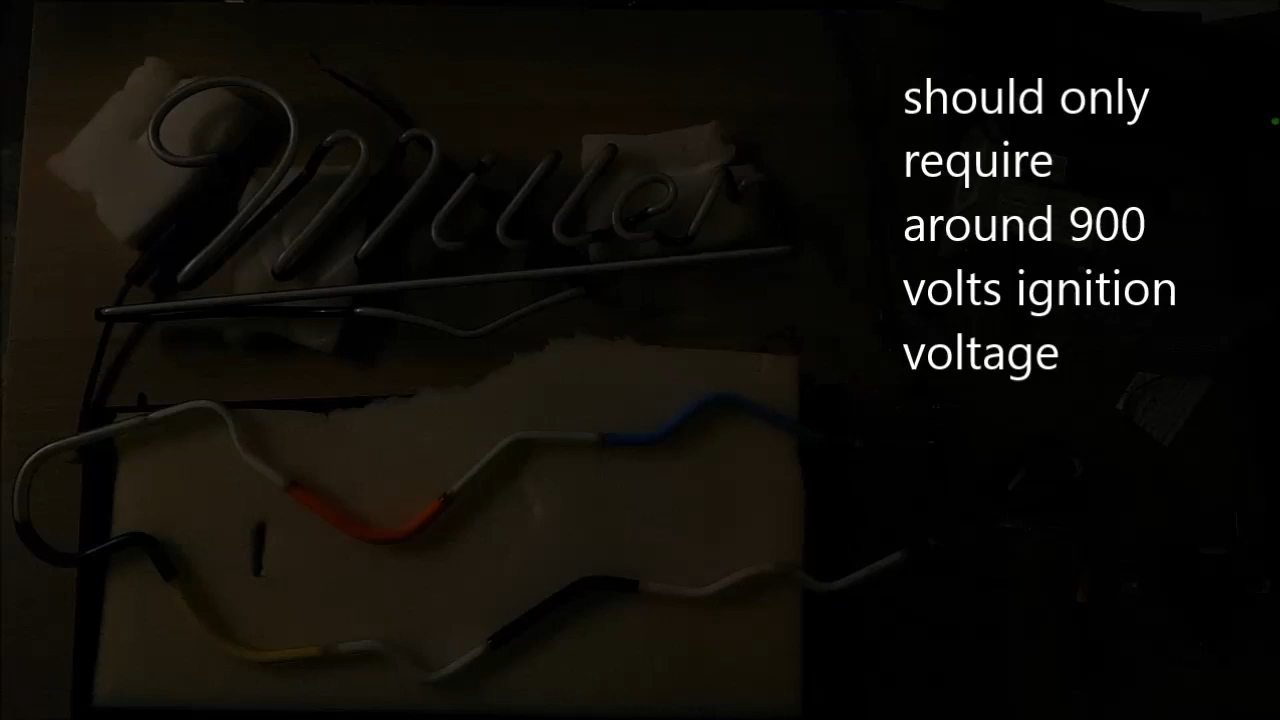 Miller
should only
require
around 900
volts ignition
voltage